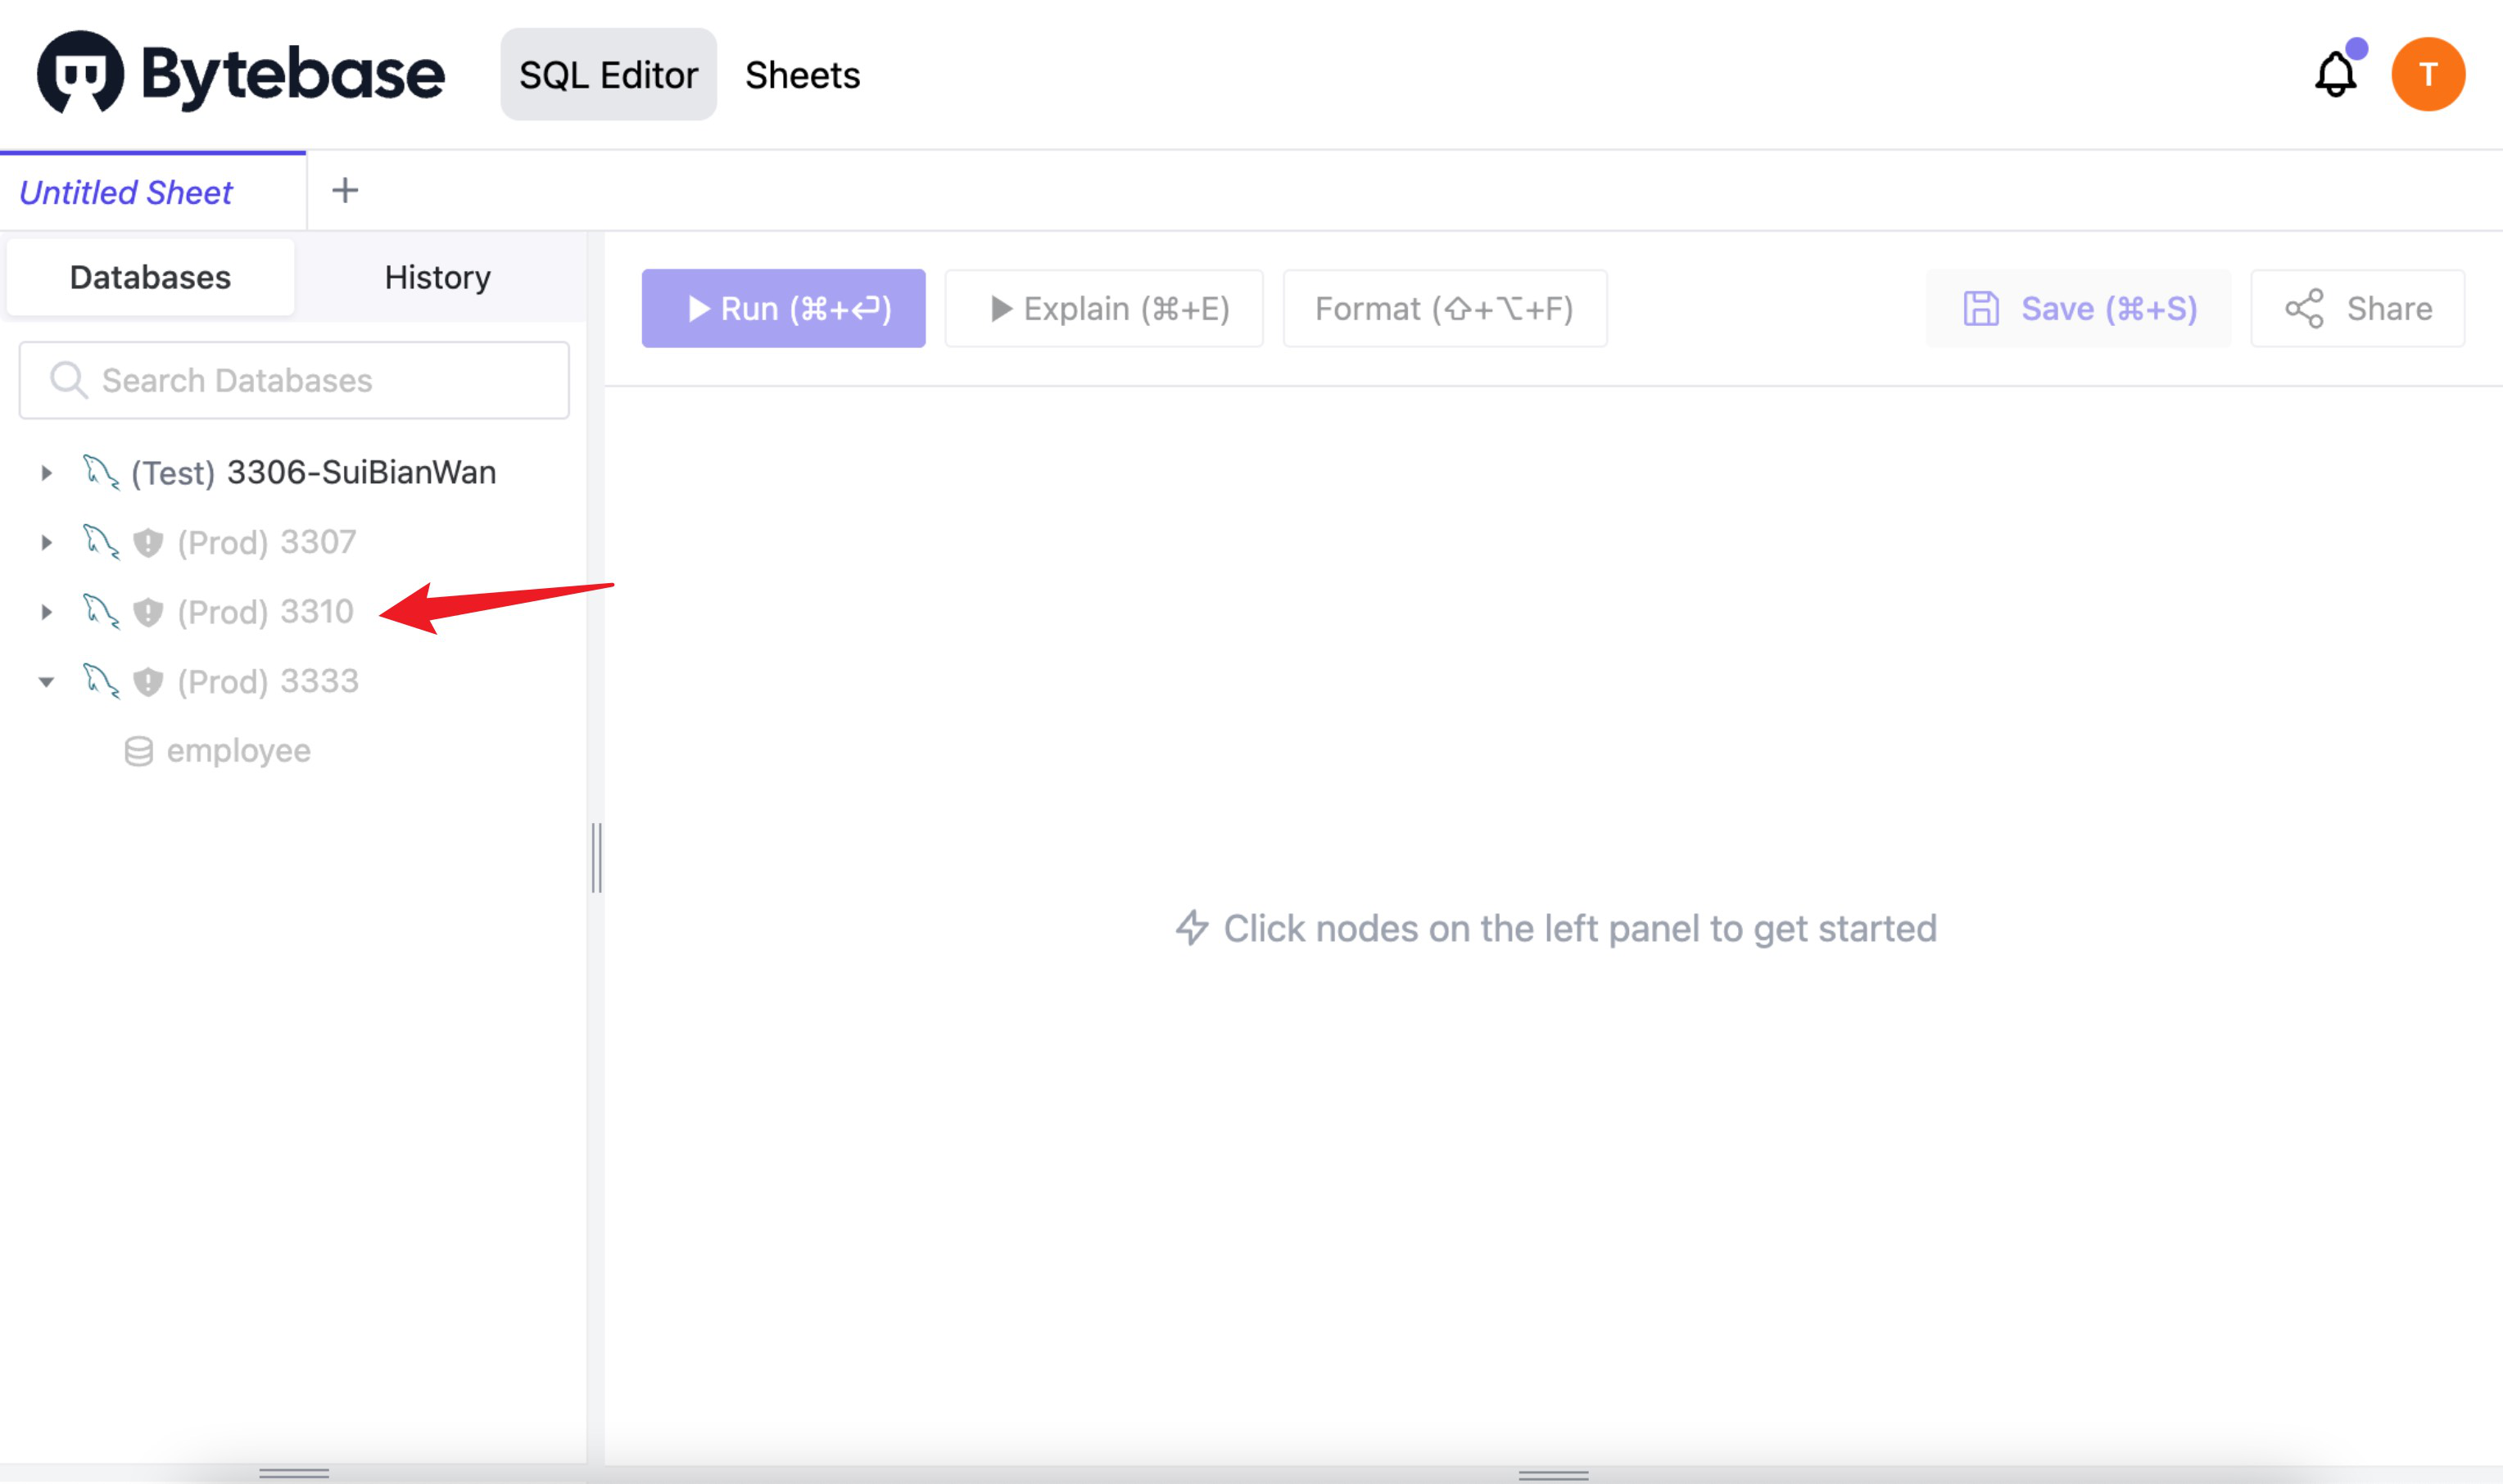 Bytebase SQL Editor Sheets T
Untitled Sheet +
Databases History
Run (⌘+↩) Explain (⌘+E) Format (⇧+⌥+F) Save (⌘+S) Share
Search Databases
(Test) 3306-SuiBianWan
(Prod) 3307
(Prod) 3310
(Prod) 3333
employee
Click nodes on the left panel to get started